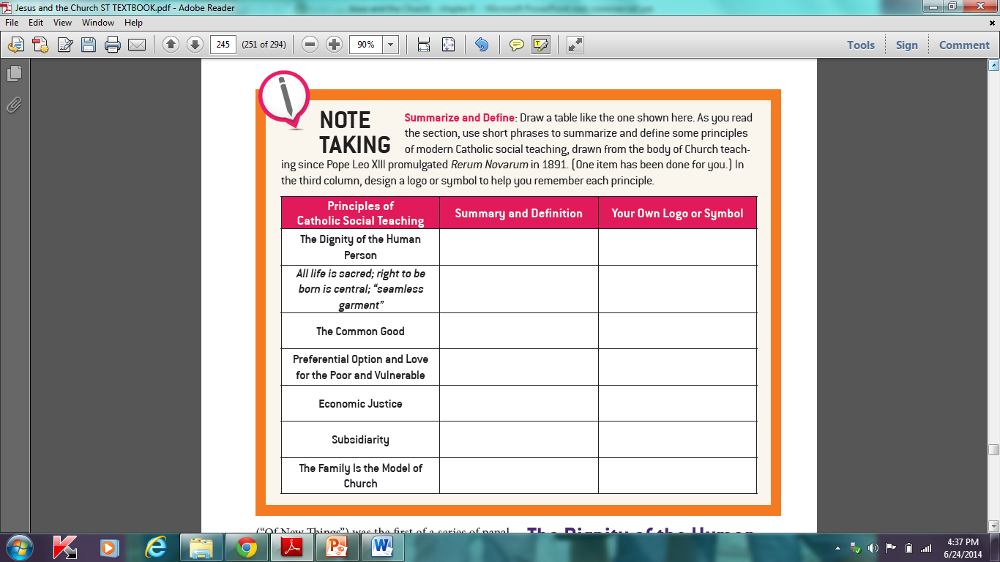 Jesus and the Church ST TEXTBOOK.pdf - Adobe Reader
File Edit View Window Help
245 (251 of 294) 90% Tools Sign Comment
NOTE
TAKING
Summarize and Define: Draw a table like the one shown here. As you read
the section, use short phrases to summarize and define some principles
of modern Catholic social teaching, drawn from the body of Church teach-
ing since Pope Leo XIII promulgated Rerum Novarum in 1891. (One item has been done for you.) In
the third column, design a logo or symbol to help you remember each principle.
Principles of
Catholic Social Teaching
Summary and Definition
Your Own Logo or Symbol
The Dignity of the Human
Person
All life is sacred; right to be
born is central; “seamless
garment”
The Common Good
Preferential Option and Love
for the Poor and Vulnerable
Economic Justice
Subsidiarity
The Family Is the Model of
Church
(“Of New Things”) was the first of a series of papal
The Dignity of the Human
4:37 PM
6/24/2014